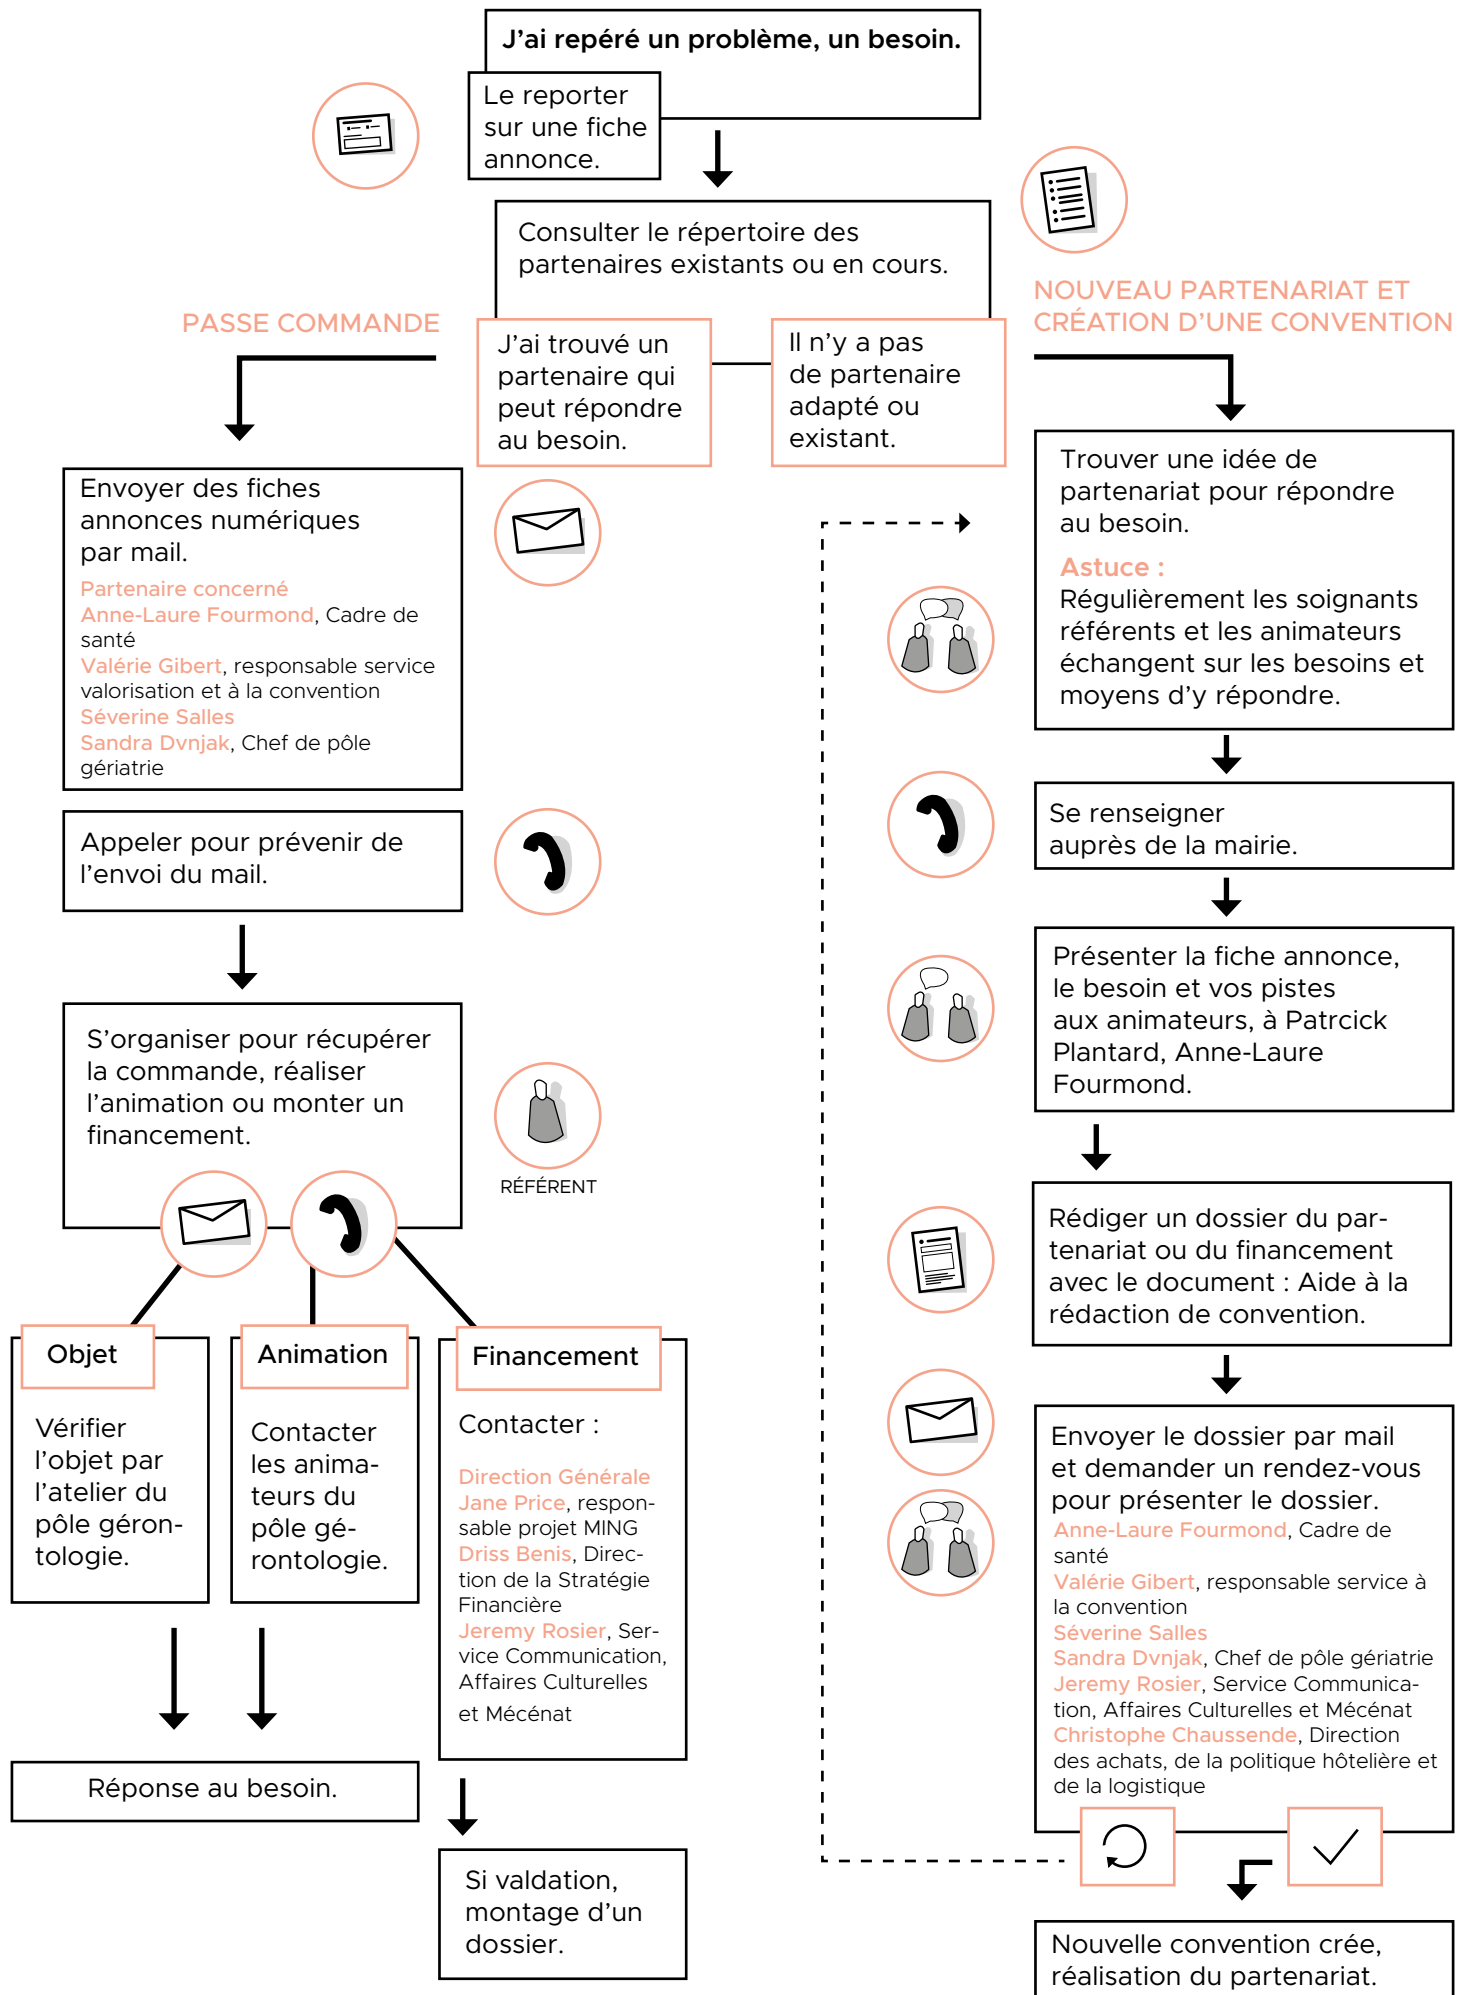 J'ai repéré un problème, un besoin.
Le reporter
sur une fiche
annonce.
Consulter le répertoire des
partenaires existants ou en cours.
PASSE COMMANDE
NOUVEAU PARTENARIAT ET
CRÉATION D'UNE CONVENTION
J'ai trouvé un
partenaire qui
peut répondre
au besoin.
Il n'y a pas
de partenaire
adapté ou
existant.
Envoyer des fiches
annonces numériques
par mail.
Partenaire concerné
Anne-Laure Fourmond, Cadre de
santé
Valérie Gibert, responsable service
valorisation et à la convention
Séverine Salles
Sandra Dvnjak, Chef de pôle
gériatrie
Appeler pour prévenir de
l'envoi du mail.
S'organiser pour récupérer
la commande, réaliser
l'animation ou monter un
financement.
RÉFÉRENT
Objet
Vérifier
l'objet par
l'atelier du
pôle géron-
tologie.
Animation
Contacter
les anima-
teurs du
pôle gé-
rontologie.
Financement
Contacter :
Direction Générale
Jane Price, respon-
sable projet MING
Driss Benis, Direc-
tion de la Stratégie
Financière
Jeremy Rosier, Ser-
vice Communication,
Affaires Culturelles
et Mécénat
Réponse au besoin.
Si valdation,
montage d'un
dossier.
Trouver une idée de
partenariat pour répondre
au besoin.
Astuce :
Régulièrement les soignants
référents et les animateurs
échangent sur les besoins et
moyens d'y répondre.
Se renseigner
auprès de la mairie.
Présenter la fiche annonce,
le besoin et vos pistes
aux animateurs, à Patrcick
Plantard, Anne-Laure
Fourmond.
Rédiger un dossier du par-
tenariat ou du financement
avec le document : Aide à la
rédaction de convention.
Envoyer le dossier par mail
et demander un rendez-vous
pour présenter le dossier.
Anne-Laure Fourmond, Cadre de
santé
Valérie Gibert, responsable service à
la convention
Séverine Salles
Sandra Dvnjak, Chef de pôle gériatrie
Jeremy Rosier, Service Communica-
tion, Affaires Culturelles et Mécénat
Christophe Chaussende, Direction
des achats, de la politique hôtelière et
de la logistique
Nouvelle convention crée,
réalisation du partenariat.